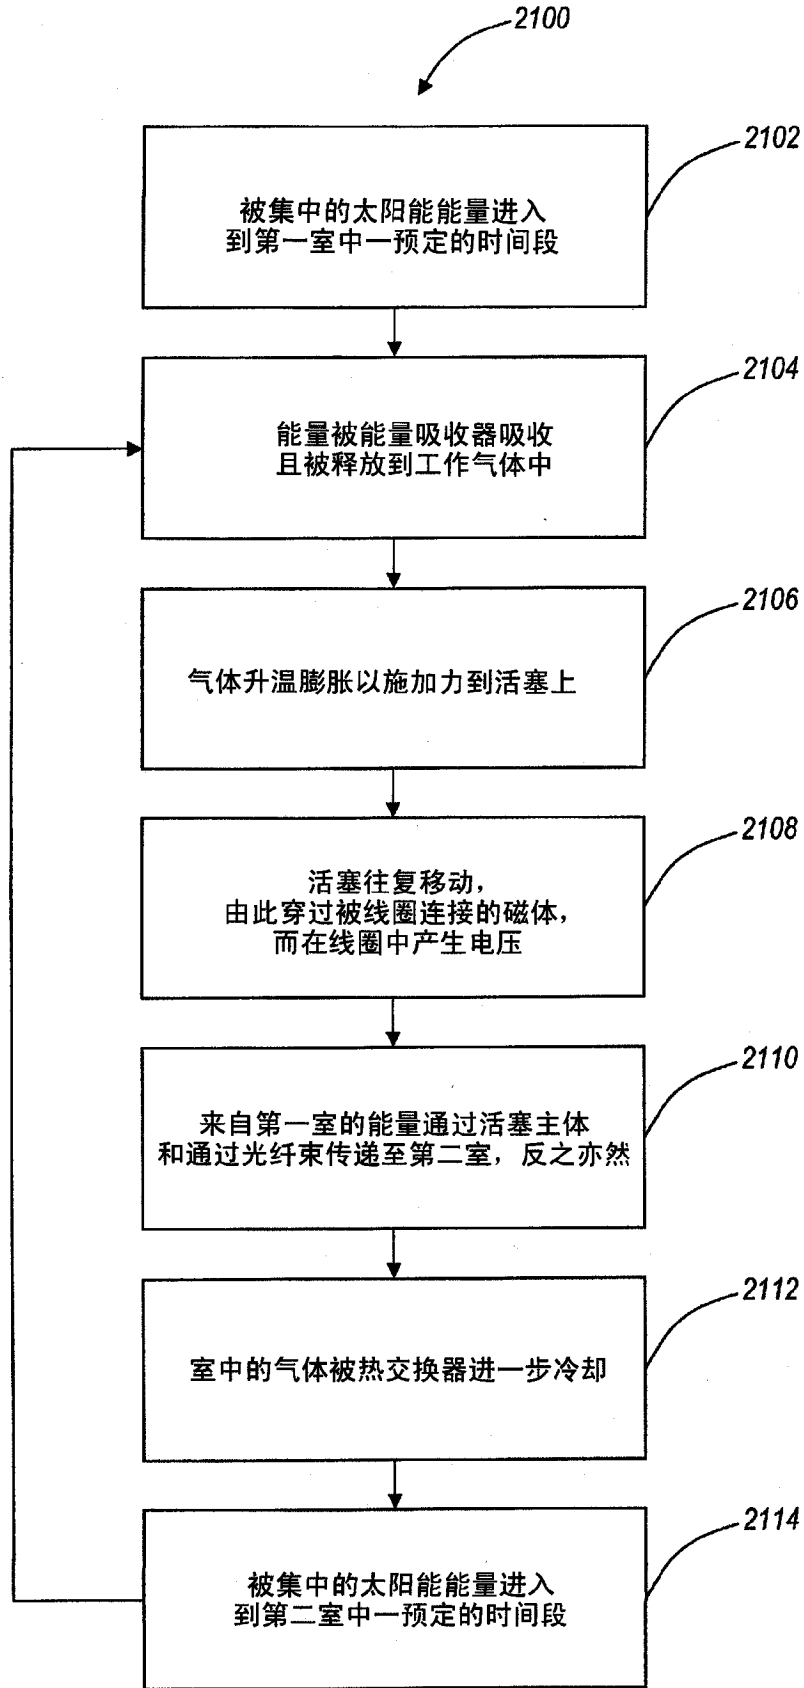 2100
2102
被集中的太阳能能量进入
到第一室中一预定的时间段
2104
能量被能量吸收器吸收
且被释放到工作气体中
2106
气体升温膨胀以施加力到活塞上
2108
活塞往复移动，
由此穿过被线圈连接的磁体，
而在线圈中产生电压
2110
来自第一室的能量通过活塞主体
和通过光纤束传递至第二室，反之亦然
2112
室中的气体被热交换器进一步冷却
2114
被集中的太阳能能量进入
到第二室中一预定的时间段